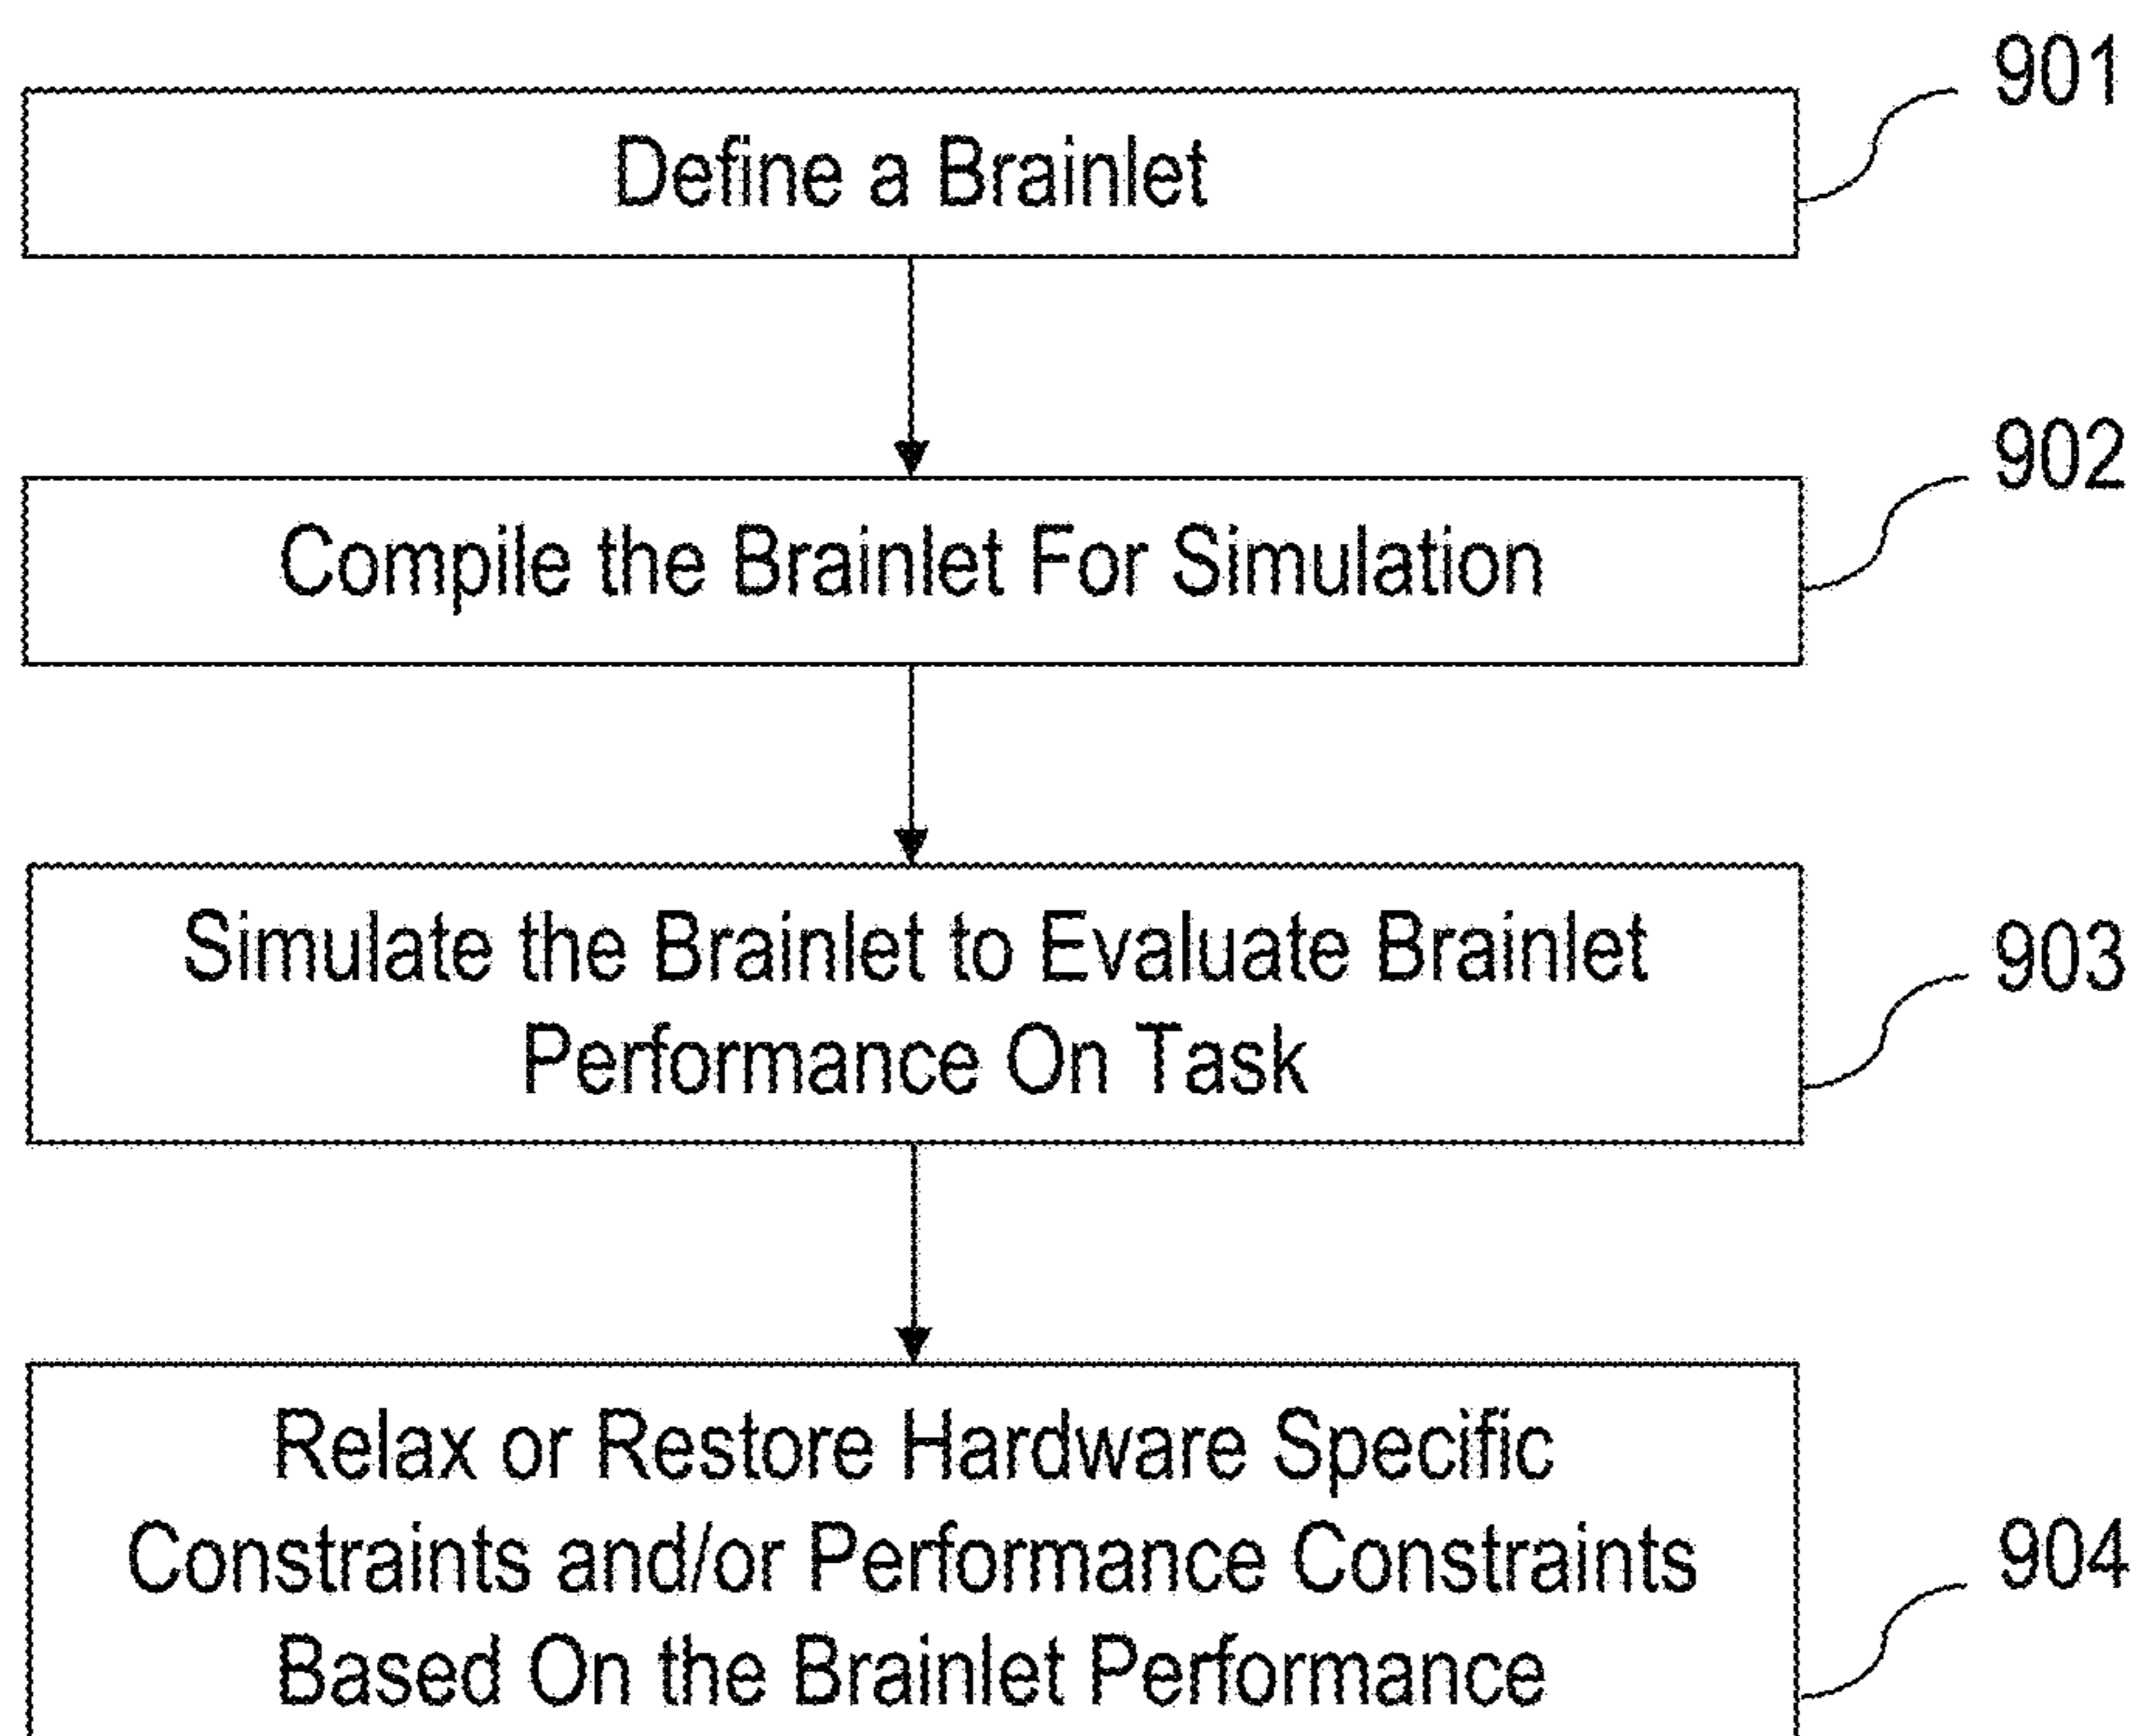 901
Define a Brainlet
902
Compile the Brainlet For Simulation
Simulate the Brainlet to Evaluate Brainlet
903
Performance On Task
Relax or Restore Hardware Specific
Constraints and/or Performance Constraints
904
Based On the Brainlet Performance